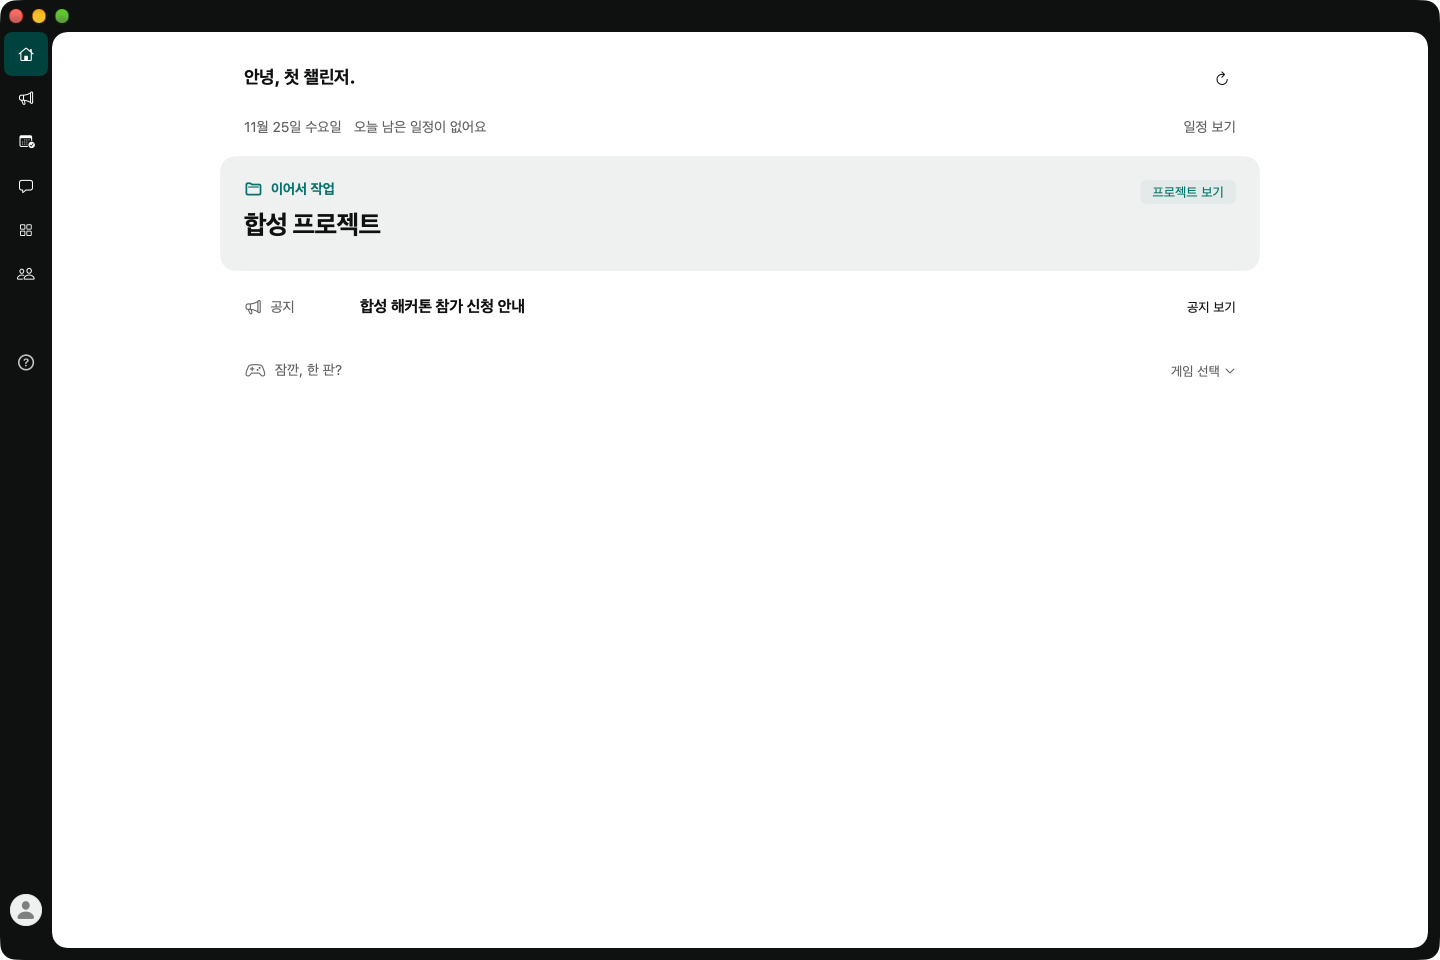 안녕, 첫 챌린저.
11월 25일 수요일 오늘 남은 일정이 없어요 일정 보기
이어서 작업 프로젝트 보기
합성 프로젝트
공지 합성 해커톤 참가 신청 안내 공지 보기
잠깐, 한 판? 게임 선택